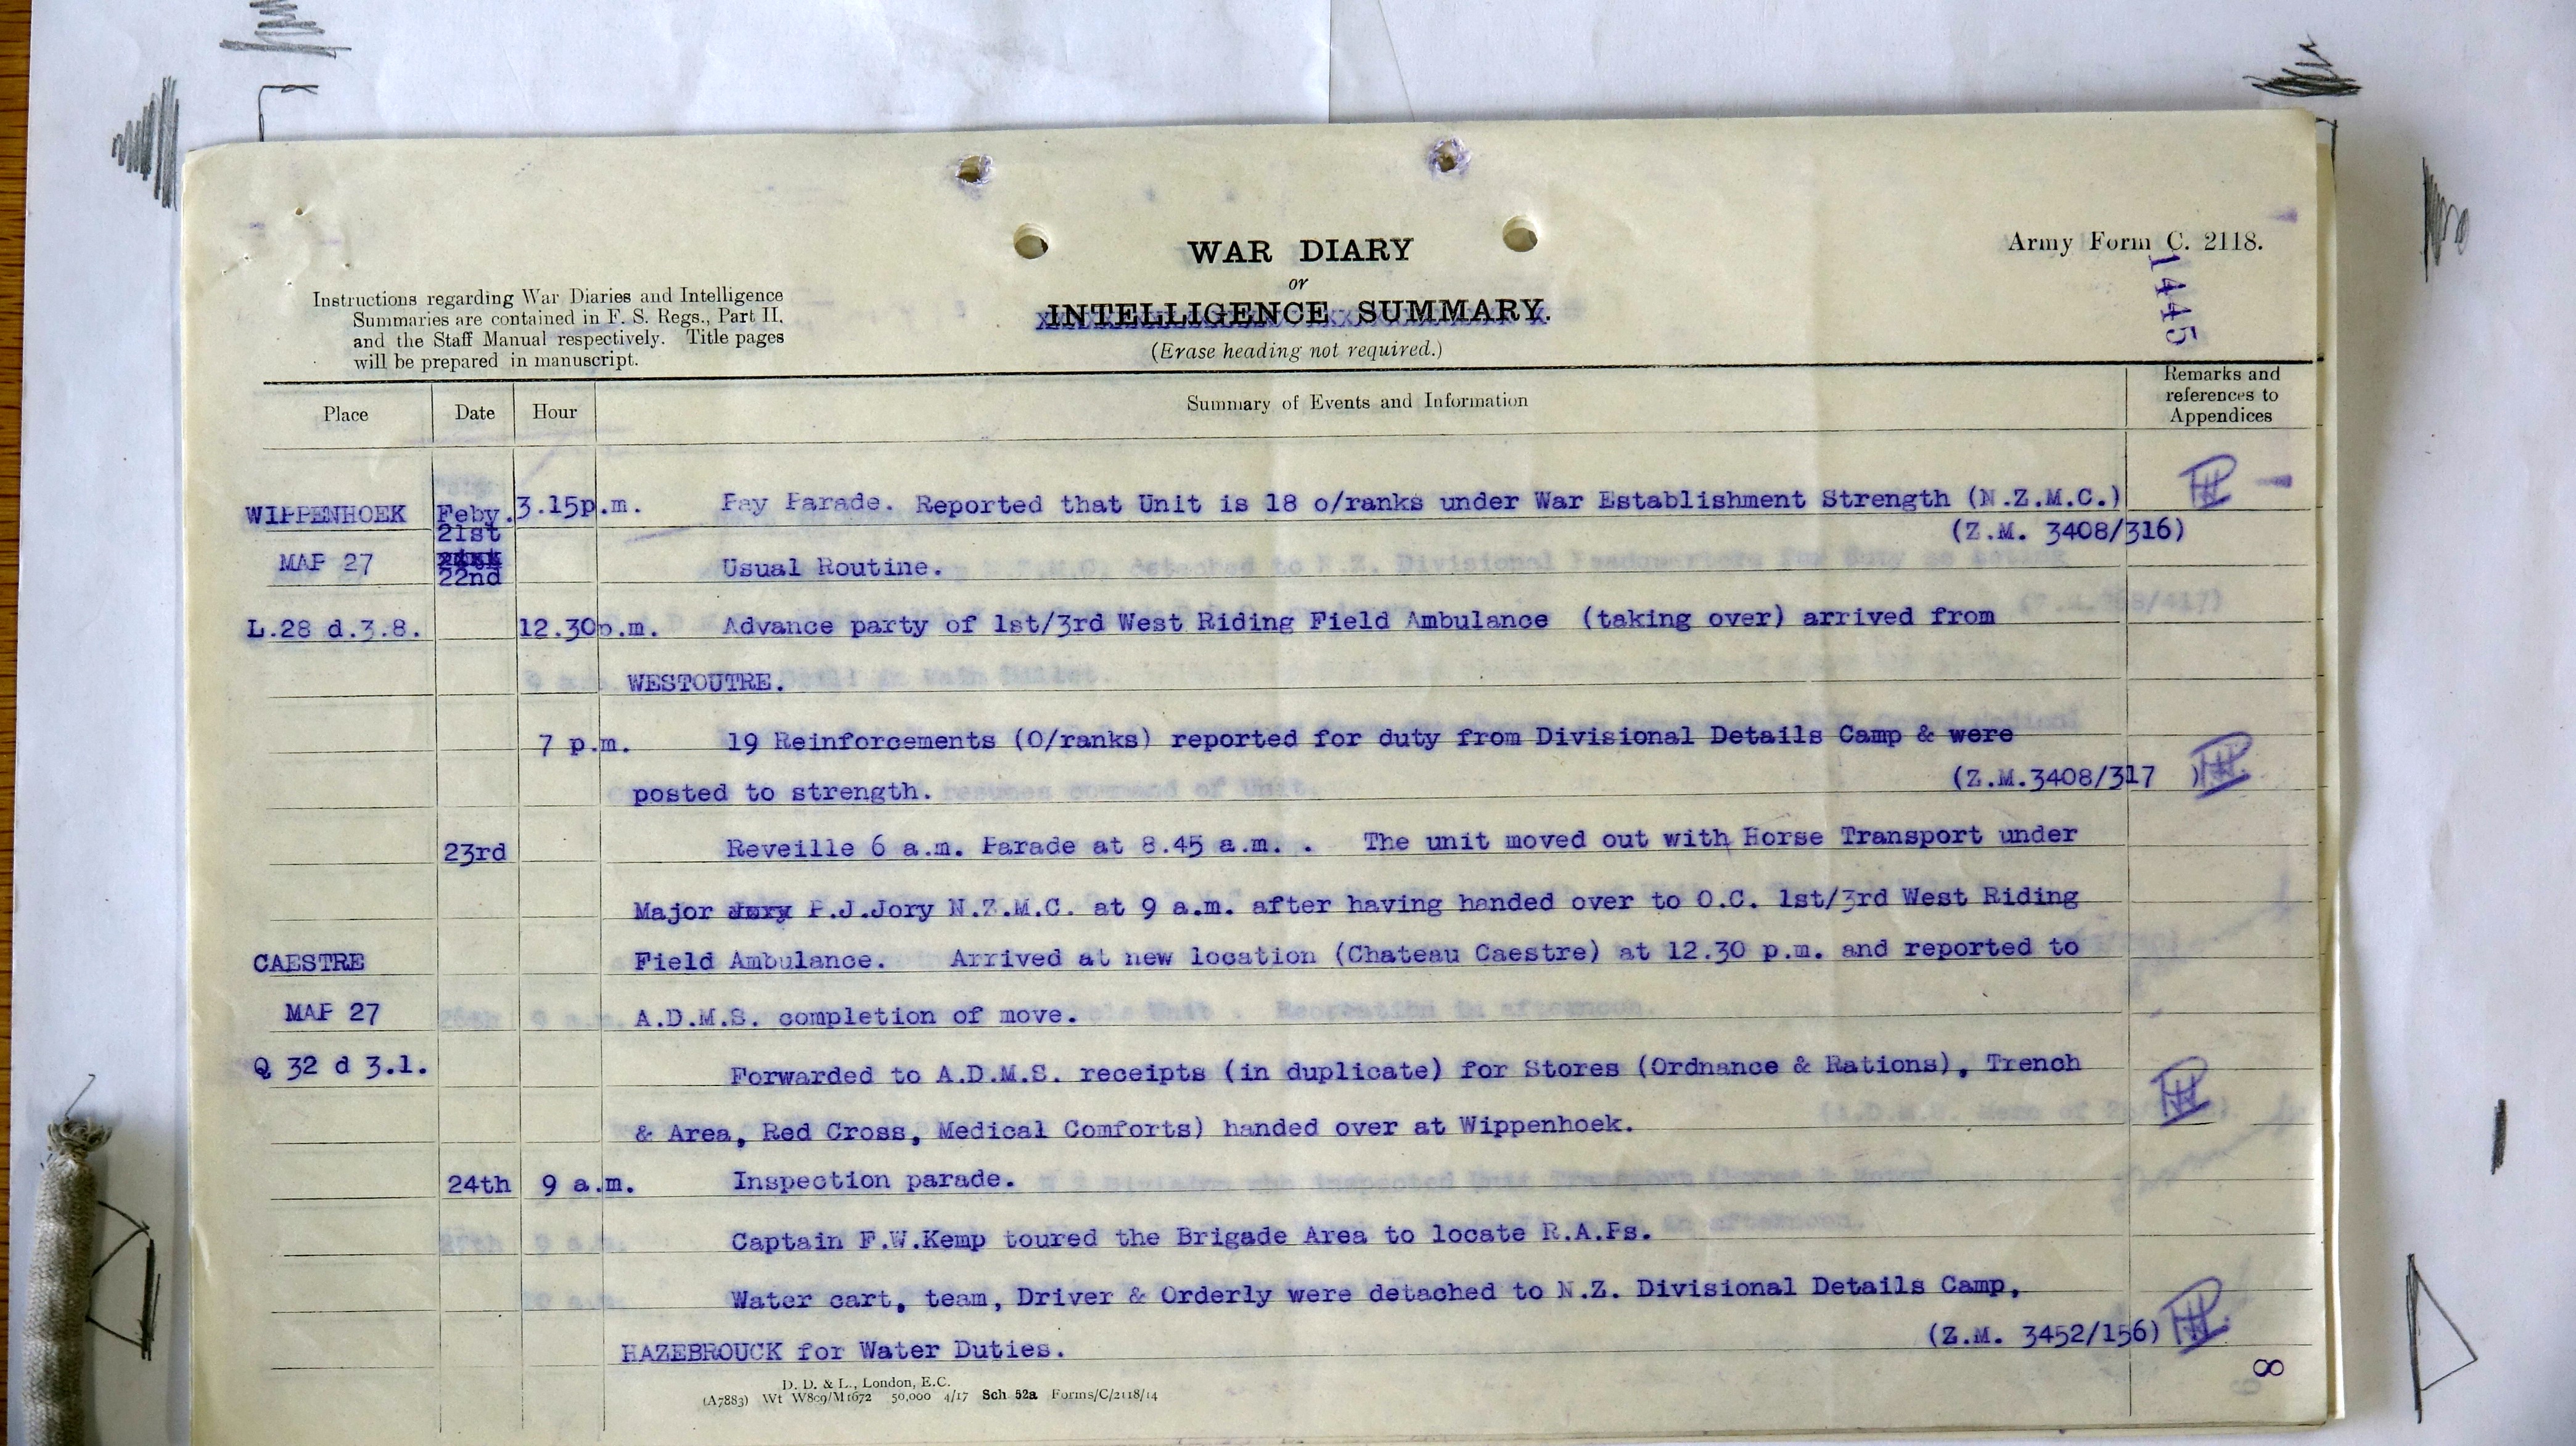 WAR DIARY
or
INTELLIGENCE SUMMARY.
(Erase heading not required.)
Army Form C. 2118.
1445
Instructions regarding War Diaries and Intelligence
Summaries are contained in F. S. Regs., Part II.
and the Staff Manual respectively. Title pages
will be prepared in manuscript.
Place Date Hour Summary of Events and Information Remarks and
references to
Appendices
WIPPENHOEK Feby. 3.15p.m. Pay Parade. Reported that Unit is 18 o/ranks under War Establishment Strength (N.Z.M.C.)
21st (Z.M. 3408/316)
MAP 27 22nd Usual Routine.
L.28 d.3.8. 12.30p.m. Advance party of 1st/3rd West Riding Field Ambulance (taking over) arrived from
WESTOUTRE.
7 p.m. 19 Reinforcements (O/ranks) reported for duty from Divisional Details Camp & were
posted to strength. (Z.M.3408/317 )
23rd Reveille 6 a.m. Parade at 8.45 a.m. . The unit moved out with Horse Transport under
Major Jory P.J.Jory N.Z.M.C. at 9 a.m. after having handed over to O.C. 1st/3rd West Riding
CAESTRE Field Ambulance. Arrived at new location (Chateau Caestre) at 12.30 p.m. and reported to
MAP 27 A.D.M.S. completion of move.
Q 32 d 3.1. Forwarded to A.D.M.S. receipts (in duplicate) for Stores (Ordnance & Rations), Trench
& Area, Red Cross, Medical Comforts) handed over at Wippenhoek.
24th 9 a.m. Inspection parade.
Captain F.W.Kemp toured the Brigade Area to locate R.A.Ps.
Water cart, team, Driver & Orderly were detached to N.Z. Divisional Details Camp,
HAZEBROUCK for Water Duties. (Z.M. 3452/156)
8
D. D. & L., London, E.C.
(A7883) Wt W809/M1672 50,000 4/17 Sch 52a Forms/C/2118/14